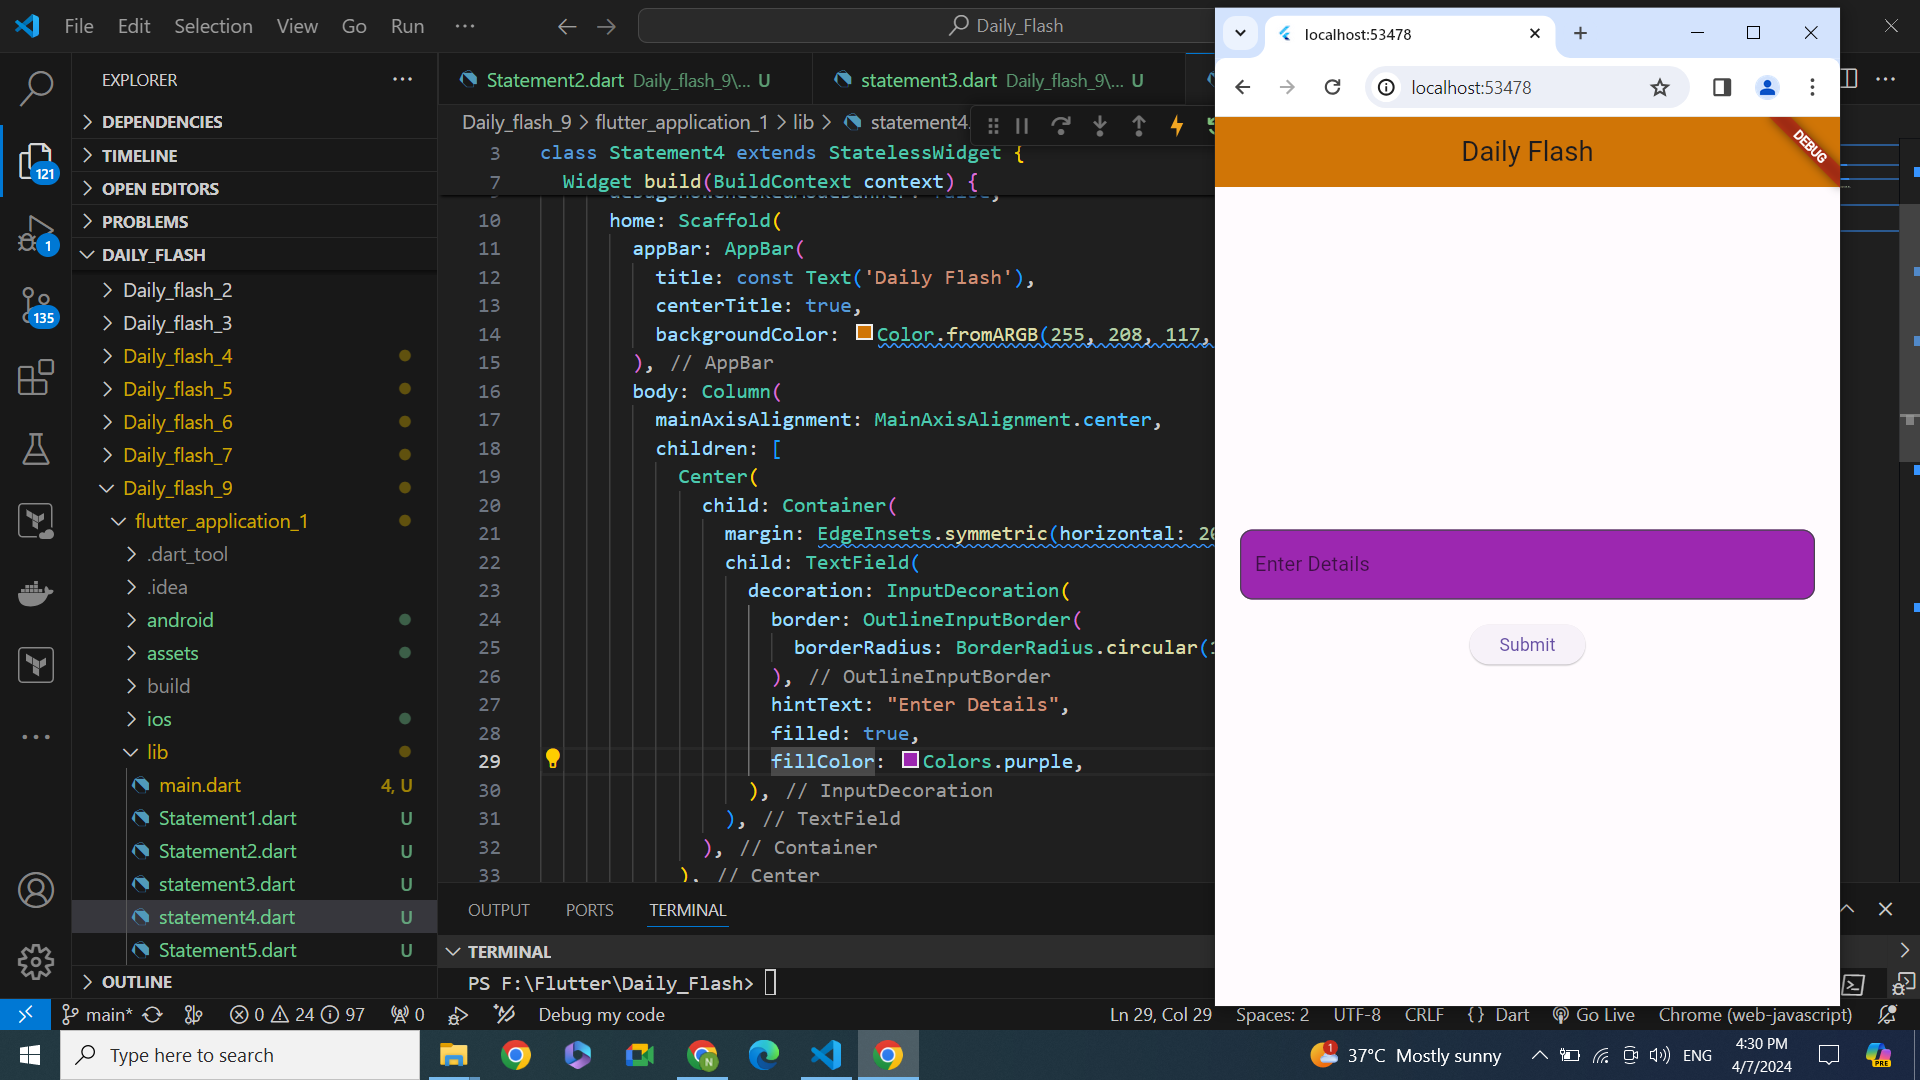 File Edit Selection View Go Run ···
Daily_Flash
EXPLORER
DEPENDENCIES
TIMELINE
OPEN EDITORS
PROBLEMS
DAILY_FLASH
Daily_flash_2
Daily_flash_3
Daily_flash_4
Daily_flash_5
Daily_flash_6
Daily_flash_7
Daily_flash_9
flutter_application_1
.dart_tool
.idea
android
assets
build
ios
lib
main.dart 4, U
Statement1.dart U
Statement2.dart U
statement3.dart U
statement4.dart U
Statement5.dart U
OUTLINE
121
1
135
Statement2.dart Daily_flash_9\... U
statement3.dart Daily_flash_9\... U
Daily_flash_9 > flutter_application_1 > lib > statement4.
3 class Statement4 extends StatelessWidget {
7 Widget build(BuildContext context) {
10 home: Scaffold(
11 appBar: AppBar(
12 title: const Text('Daily Flash'),
13 centerTitle: true,
14 backgroundColor: Color.fromARGB(255, 208, 117,
15 ), // AppBar
16 body: Column(
17 mainAxisAlignment: MainAxisAlignment.center,
18 children: [
19 Center(
20 child: Container(
21 margin: EdgeInsets.symmetric(horizontal: 20
22 child: TextField(
23 decoration: InputDecoration(
24 border: OutlineInputBorder(
25 borderRadius: BorderRadius.circular(
26 ), // OutlineInputBorder
27 hintText: "Enter Details",
28 filled: true,
29 fillColor: Colors.purple,
30 ), // InputDecoration
31 ), // TextField
32 ), // Container
33 ), // Center
OUTPUT PORTS TERMINAL
TERMINAL
PS F:\Flutter\Daily_Flash>
localhost:53478
localhost:53478
Daily Flash
DEBUG
Enter Details
Submit
main* 0 24 97 0 Debug my code Ln 29, Col 29 Spaces: 2 UTF-8 CRLF {} Dart Go Live Chrome (web-javascript)
Type here to search
N
1
37°C Mostly sunny
ENG
4:30 PM
4/7/2024
PRE